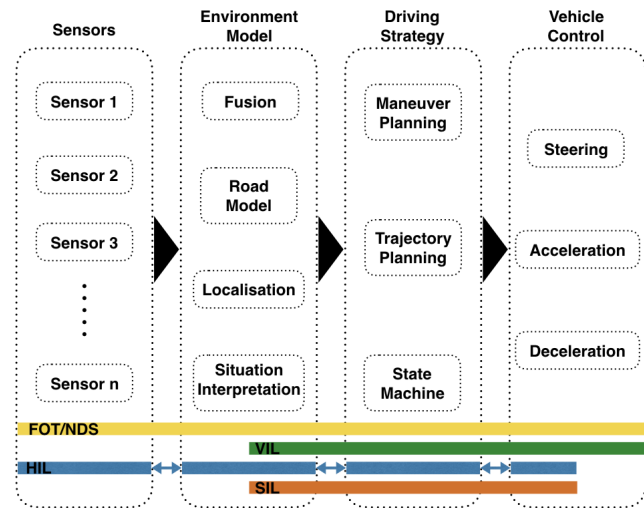 Sensors
Environment
Model
Driving
Strategy
Vehicle
Control
Sensor 1
Sensor 2
Sensor 3
Sensor n
Fusion
Road
Model
Localisation
Situation
Interpretation
Maneuver
Planning
Trajectory
Planning
State
Machine
Steering
Acceleration
Deceleration
FOT/NDS
VIL
HIL
SIL